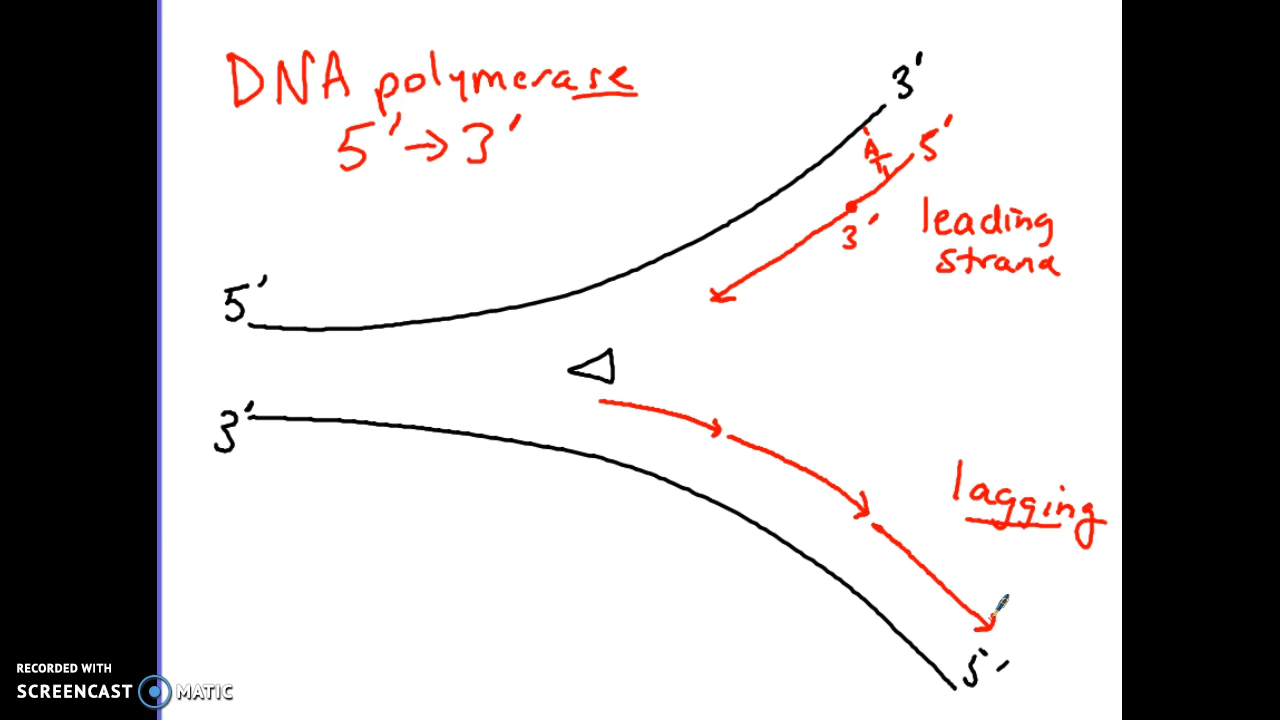 DNA polymerase
5' → 3'
3'
5'
A T
3'
leading
strand
5'
3'
lagging
5'
RECORDED WITH
SCREENCAST MATIC